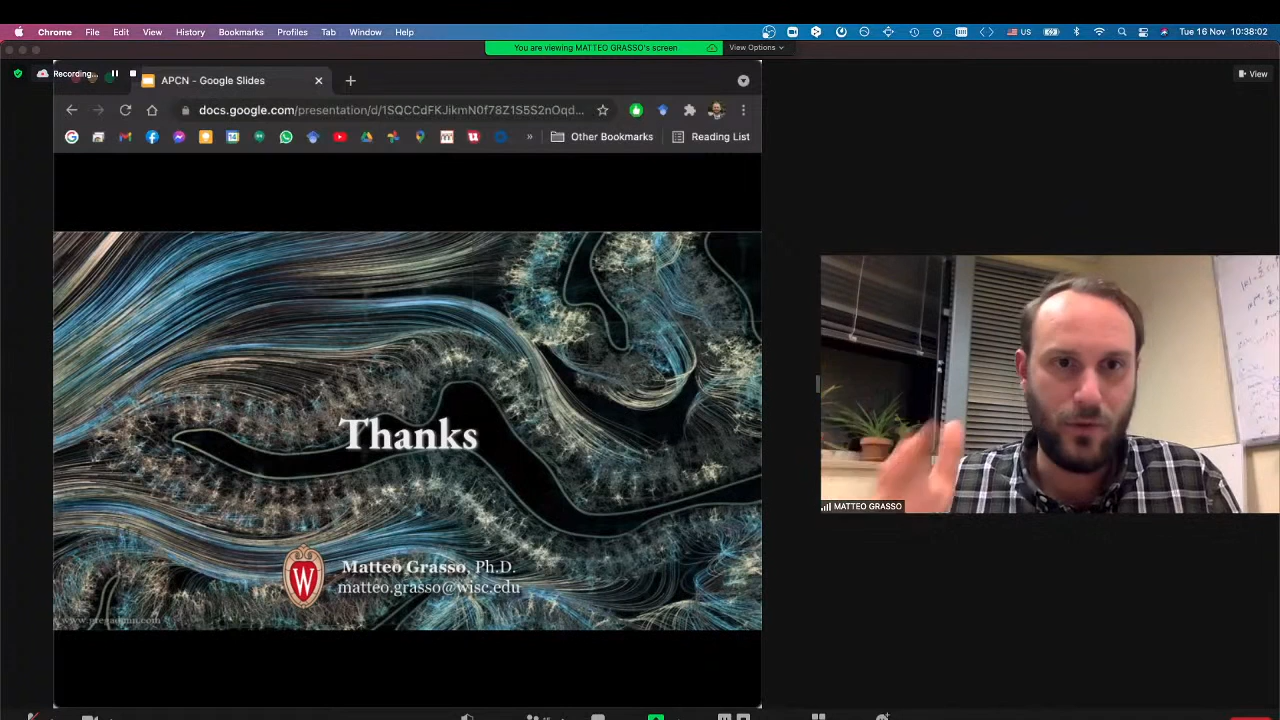 Chrome File Edit View History Bookmarks Profiles Tab Window Help
US
Tue 16 Nov 10:38:02
You are viewing MATTEO GRASSO's screen
View Options
Recording...
APCN - Google Slides
View
docs.google.com/presentation/d/1SQCCdFKJikmN0f78Z1S5S2nOqd...
Other Bookmarks
Reading List
Thanks
W
Matteo Grasso, Ph.D.
matteo.grasso@wisc.edu
MATTEO GRASSO